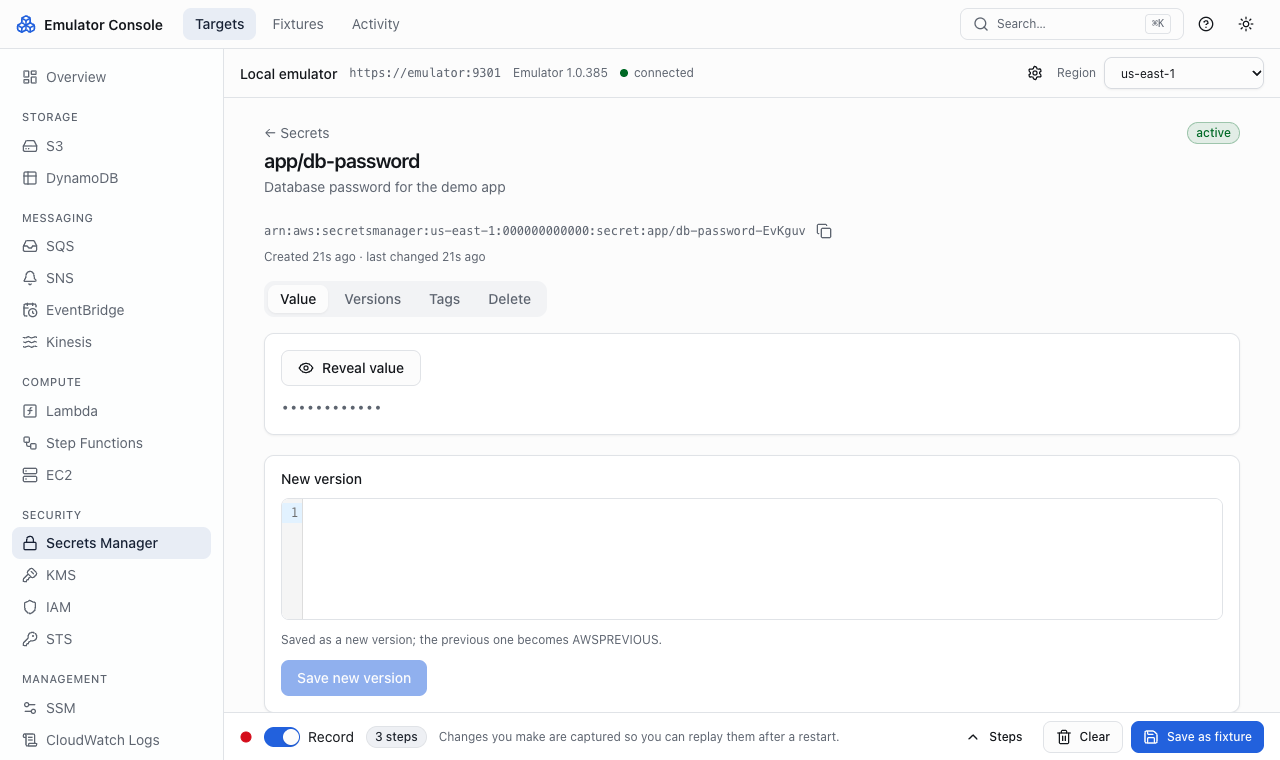 Emulator Console
Targets
Fixtures
Activity
Search...
⌘K
Overview
STORAGE
S3
DynamoDB
MESSAGING
SQS
SNS
EventBridge
Kinesis
COMPUTE
Lambda
Step Functions
EC2
SECURITY
Secrets Manager
KMS
IAM
STS
MANAGEMENT
SSM
CloudWatch Logs
Local emulator https://emulator:9301 Emulator 1.0.385 connected
Region us-east-1
← Secrets
active
app/db-password
Database password for the demo app
arn:aws:secretsmanager:us-east-1:000000000000:secret:app/db-password-EvKguv
Created 21s ago · last changed 21s ago
Value Versions Tags Delete
Reveal value
••••••••••••
New version
1
Saved as a new version; the previous one becomes AWSPREVIOUS.
Save new version
Record 3 steps Changes you make are captured so you can replay them after a restart.
Steps
Clear
Save as fixture